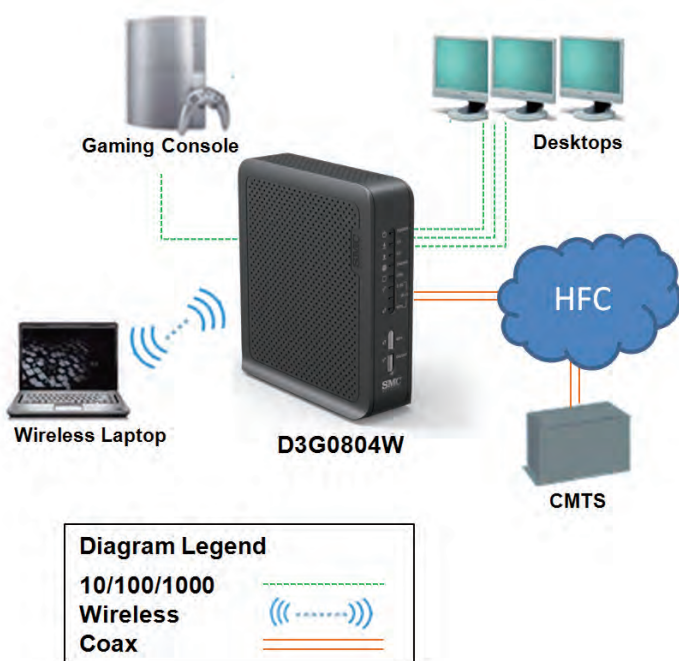 Gaming Console
Desktops
HFC
SMC
Wireless Laptop
D3G0804W
CMTS
Diagram Legend
10/100/1000
Wireless
Coax